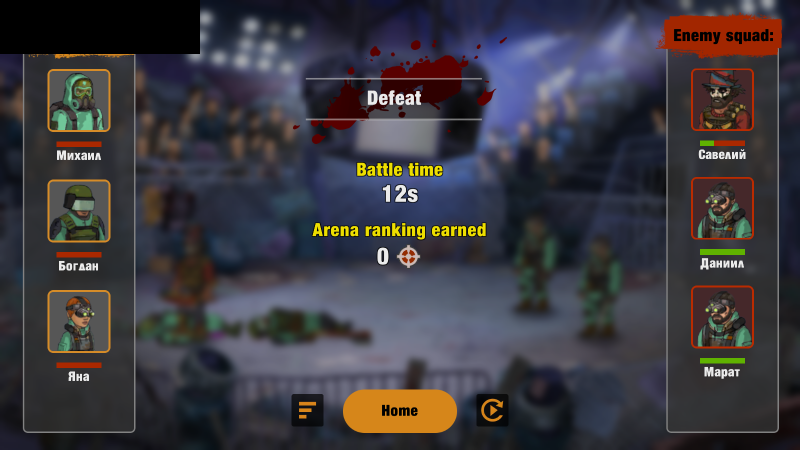 Enemy squad:
Defeat
Михаил
Савелий
Battle time
12s
Arena ranking earned
0
Богдан
Даниил
Яна
Марат
Home